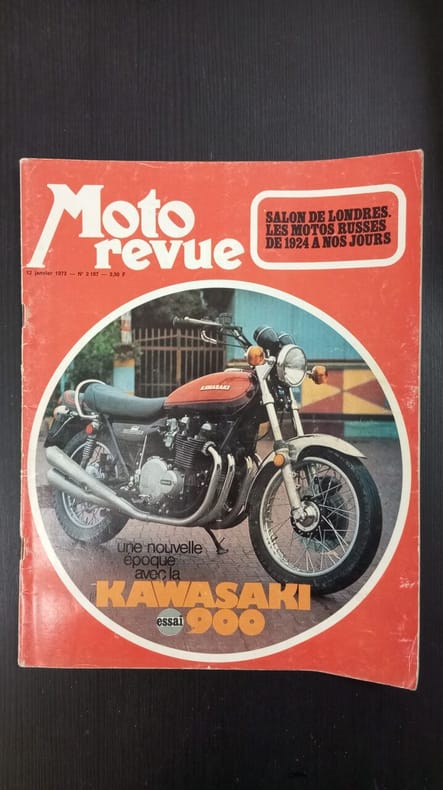 Moto
revue
12 janvier 1973 — N° 2 107 — 3,50 F
SALON DE LONDRES.
LES MOTOS RUSSES
DE 1924 A NOS JOURS
KAWASAKI
une nouvelle
époque
avec la
KAWASAKI
essai 900